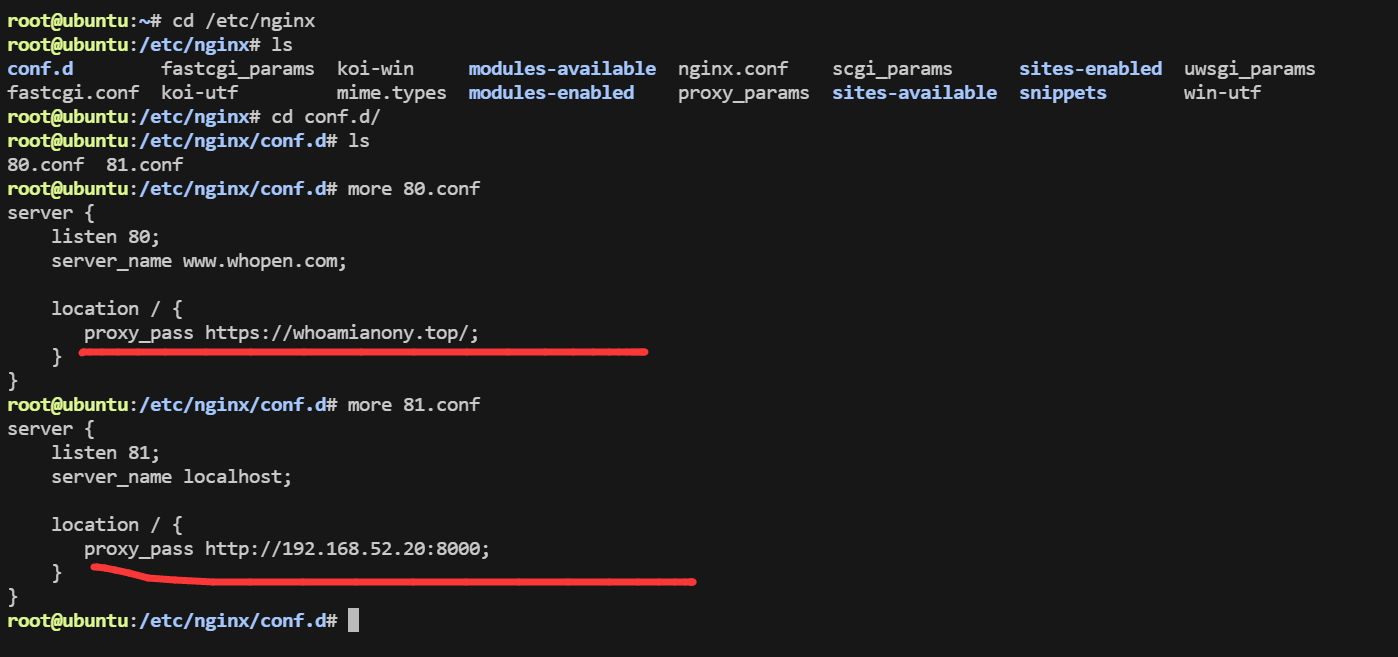 root@ubuntu:~# cd /etc/nginx
root@ubuntu:/etc/nginx# ls
conf.d        fastcgi_params  koi-win     modules-available  nginx.conf    scgi_params      sites-enabled  uwsgi_params
fastcgi.conf  koi-utf         mime.types  modules-enabled    proxy_params  sites-available  snippets       win-utf
root@ubuntu:/etc/nginx# cd conf.d/
root@ubuntu:/etc/nginx/conf.d# ls
80.conf  81.conf
root@ubuntu:/etc/nginx/conf.d# more 80.conf
server {
    listen 80;
    server_name www.whopen.com;

    location / {
       proxy_pass https://whoamianony.top/;
    }
}
root@ubuntu:/etc/nginx/conf.d# more 81.conf
server {
    listen 81;
    server_name localhost;

    location / {
       proxy_pass http://192.168.52.20:8000;
    }
}
root@ubuntu:/etc/nginx/conf.d#